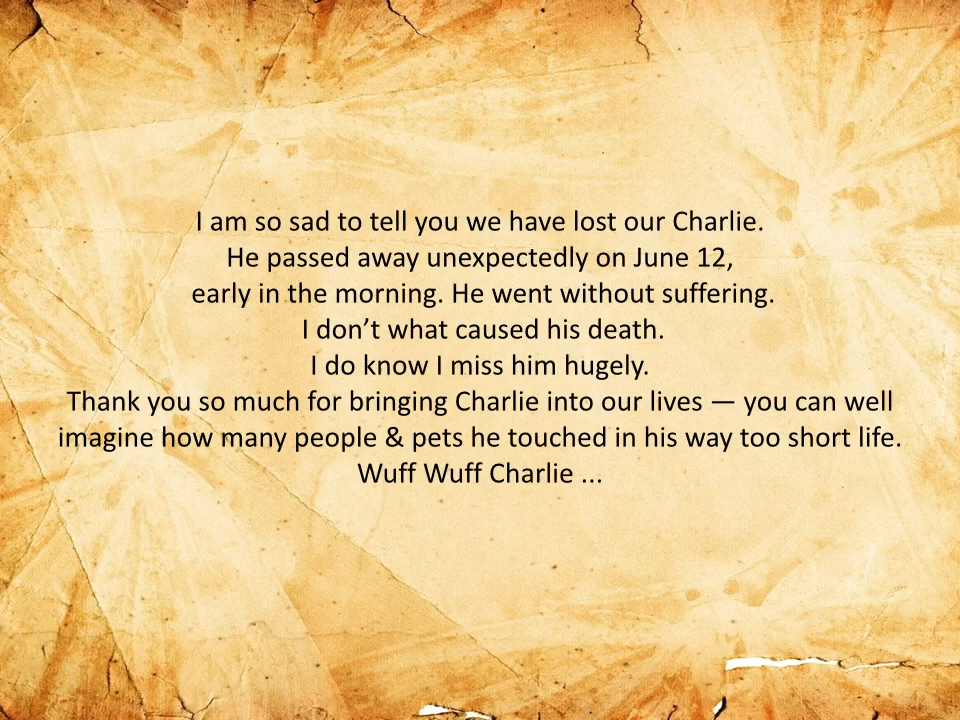 I am so sad to tell you we have lost our Charlie.
He passed away unexpectedly on June 12,
early in the morning. He went without suffering.
I don’t what caused his death.
I do know I miss him hugely.
Thank you so much for bringing Charlie into our lives — you can well
imagine how many people & pets he touched in his way too short life.
Wuff Wuff Charlie ...